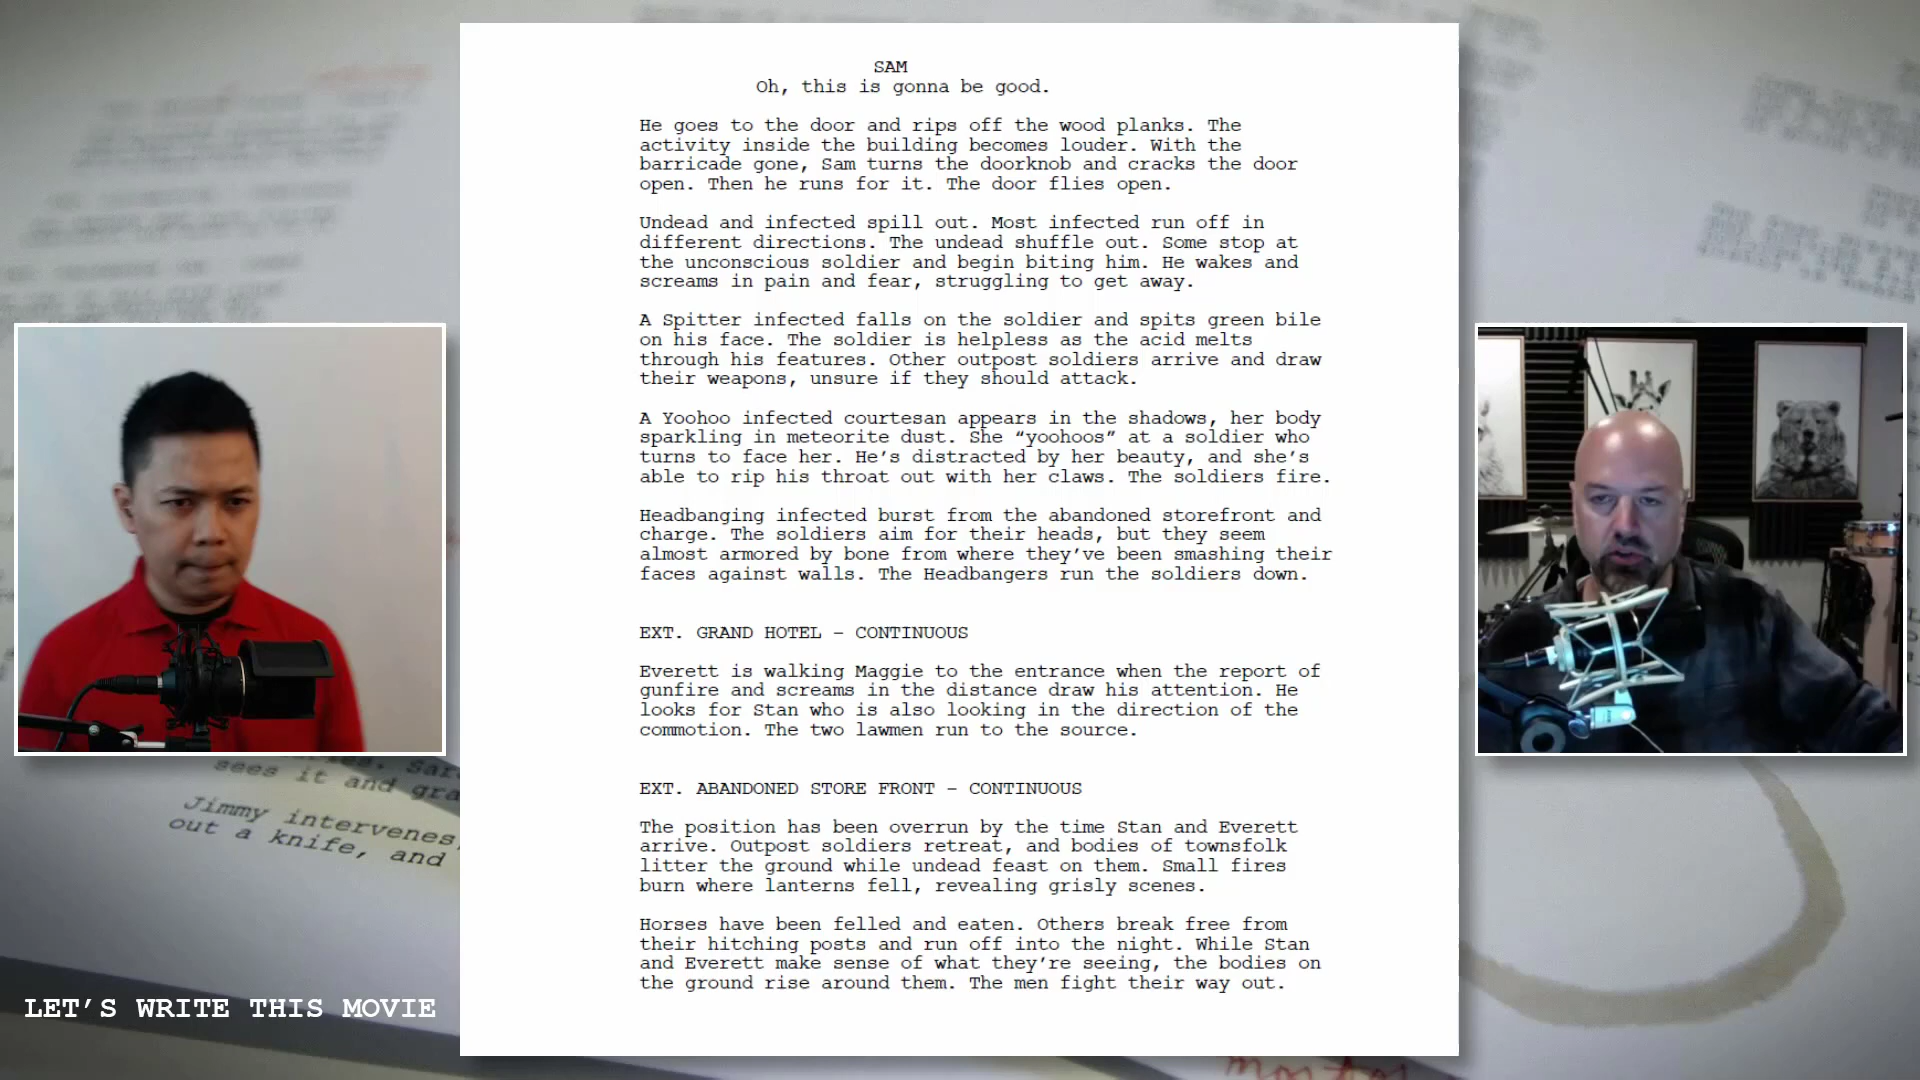 SAM
Oh, this is gonna be good.
He goes to the door and rips off the wood planks. The
activity inside the building becomes louder. With the
barricade gone, Sam turns the doorknob and cracks the door
open. Then he runs for it. The door flies open.
Undead and infected spill out. Most infected run off in
different directions. The undead shuffle out. Some stop at
the unconscious soldier and begin biting him. He wakes and
screams in pain and fear, struggling to get away.
A Spitter infected falls on the soldier and spits green bile
on his face. The soldier is helpless as the acid melts
through his features. Other outpost soldiers arrive and draw
their weapons, unsure if they should attack.
A Yoohoo infected courtesan appears in the shadows, her body
sparkling in meteorite dust. She “yoohoos” at a soldier who
turns to face her. He’s distracted by her beauty, and she’s
able to rip his throat out with her claws. The soldiers fire.
Headbanging infected burst from the abandoned storefront and
charge. The soldiers aim for their heads, but they seem
almost armored by bone from where they’ve been smashing their
faces against walls. The Headbangers run the soldiers down.
EXT. GRAND HOTEL – CONTINUOUS
Everett is walking Maggie to the entrance when the report of
gunfire and screams in the distance draw his attention. He
looks for Stan who is also looking in the direction of the
commotion. The two lawmen run to the source.
EXT. ABANDONED STORE FRONT – CONTINUOUS
The position has been overrun by the time Stan and Everett
arrive. Outpost soldiers retreat, and bodies of townsfolk
litter the ground while undead feast on them. Small fires
burn where lanterns fell, revealing grisly scenes.
Horses have been felled and eaten. Others break free from
their hitching posts and run off into the night. While Stan
and Everett make sense of what they’re seeing, the bodies on
the ground rise around them. The men fight their way out.
sees it and gra
Jimmy intervenes
out a knife, and
LET’S WRITE THIS MOVIE